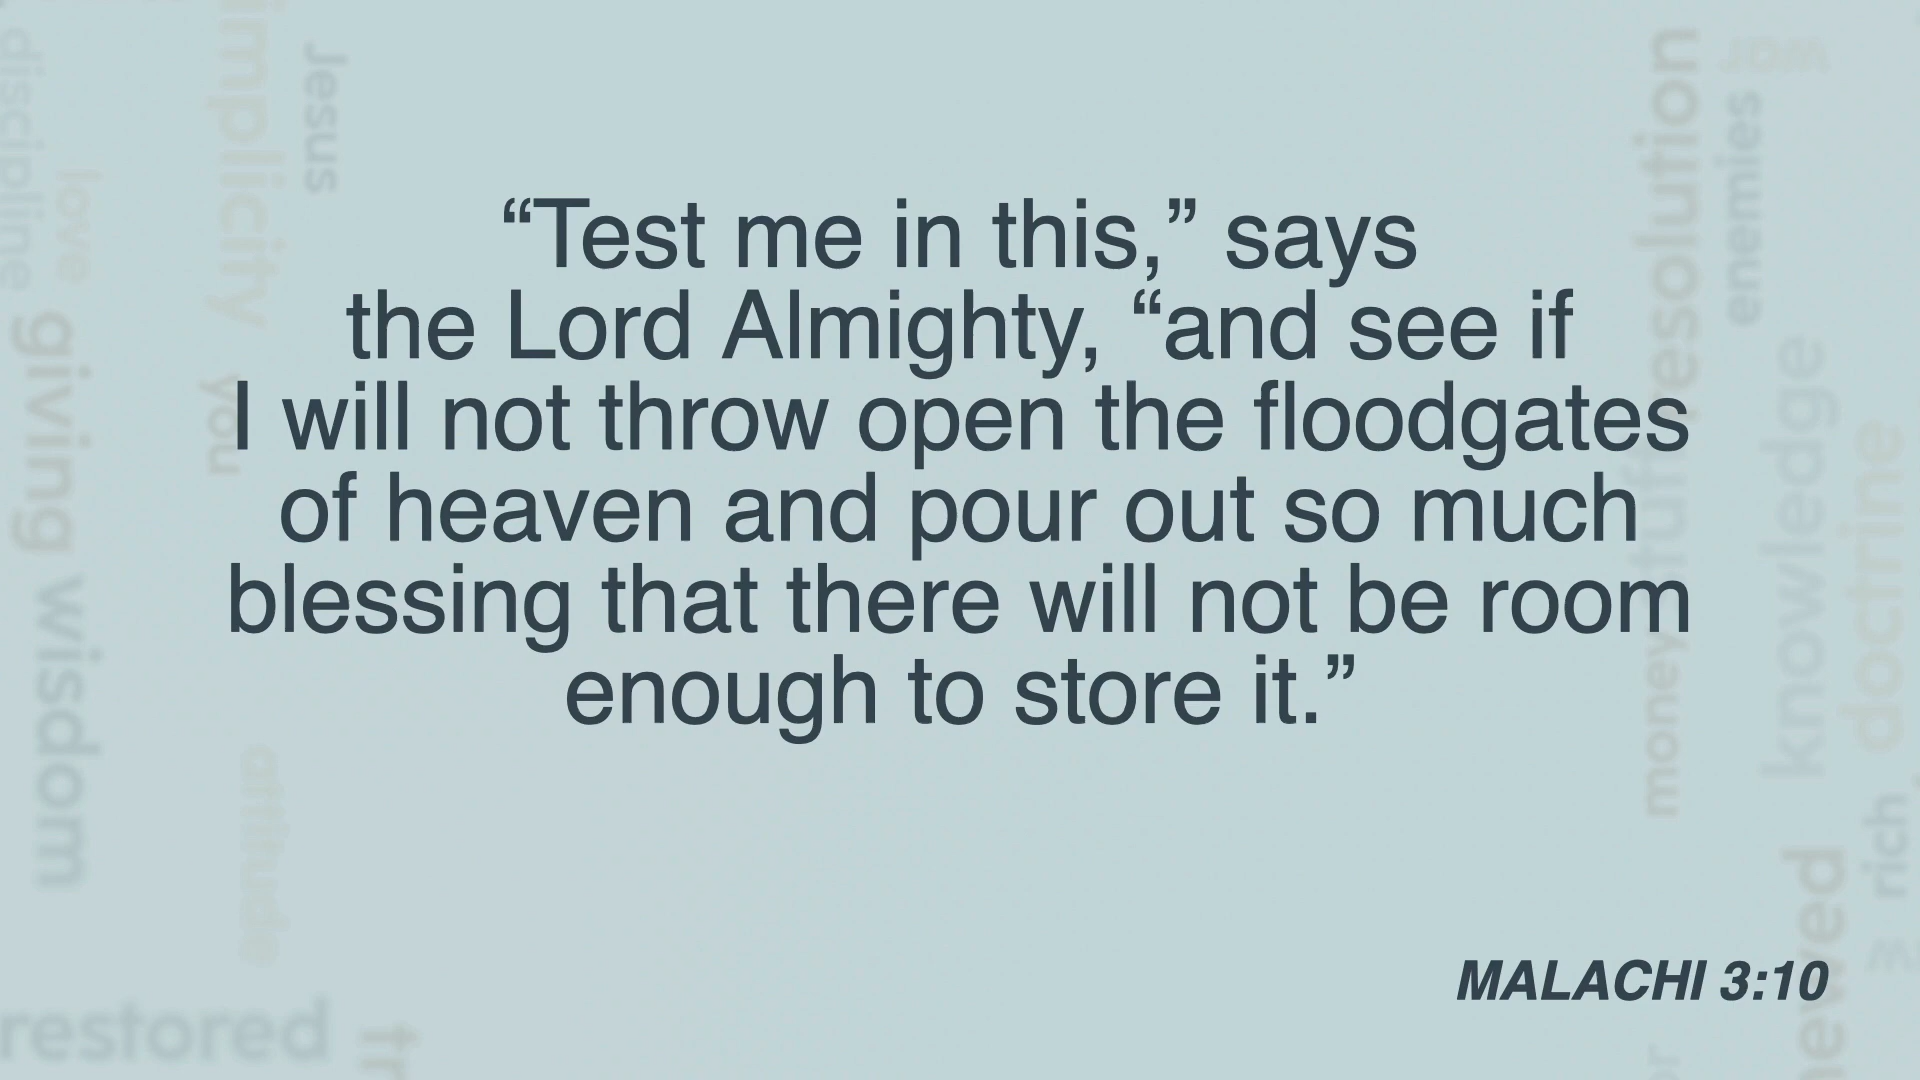 “Test me in this,” says
the Lord Almighty, “and see if
I will not throw open the floodgates
of heaven and pour out so much
blessing that there will not be room
enough to store it.”
MALACHI 3:10
discipline
love
giving
wisdom
Jesus
you
restored
resolution
enemies
knowledge
doctrine
stuff
money
rich